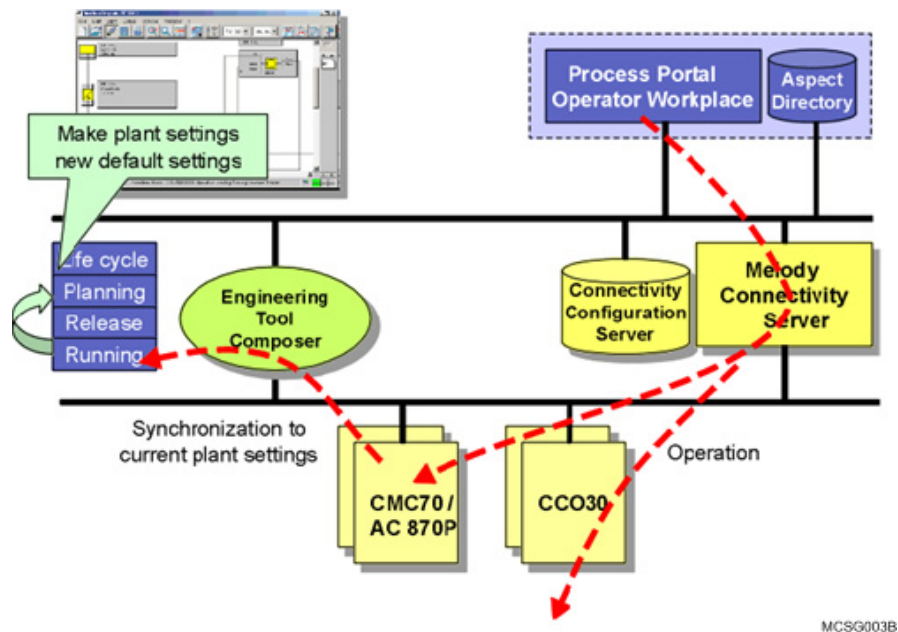 Process Portal
Operator Workplace
Aspect
Directory
Make plant settings
new default settings
Life cycle
Planning
Release
Running
Engineering
Tool
Composer
Connectivity
Configuration
Server
Melody
Connectivity
Server
Synchronization to
current plant settings
Operation
CMC70 /
AC 870P
CCO30
MCSG003B